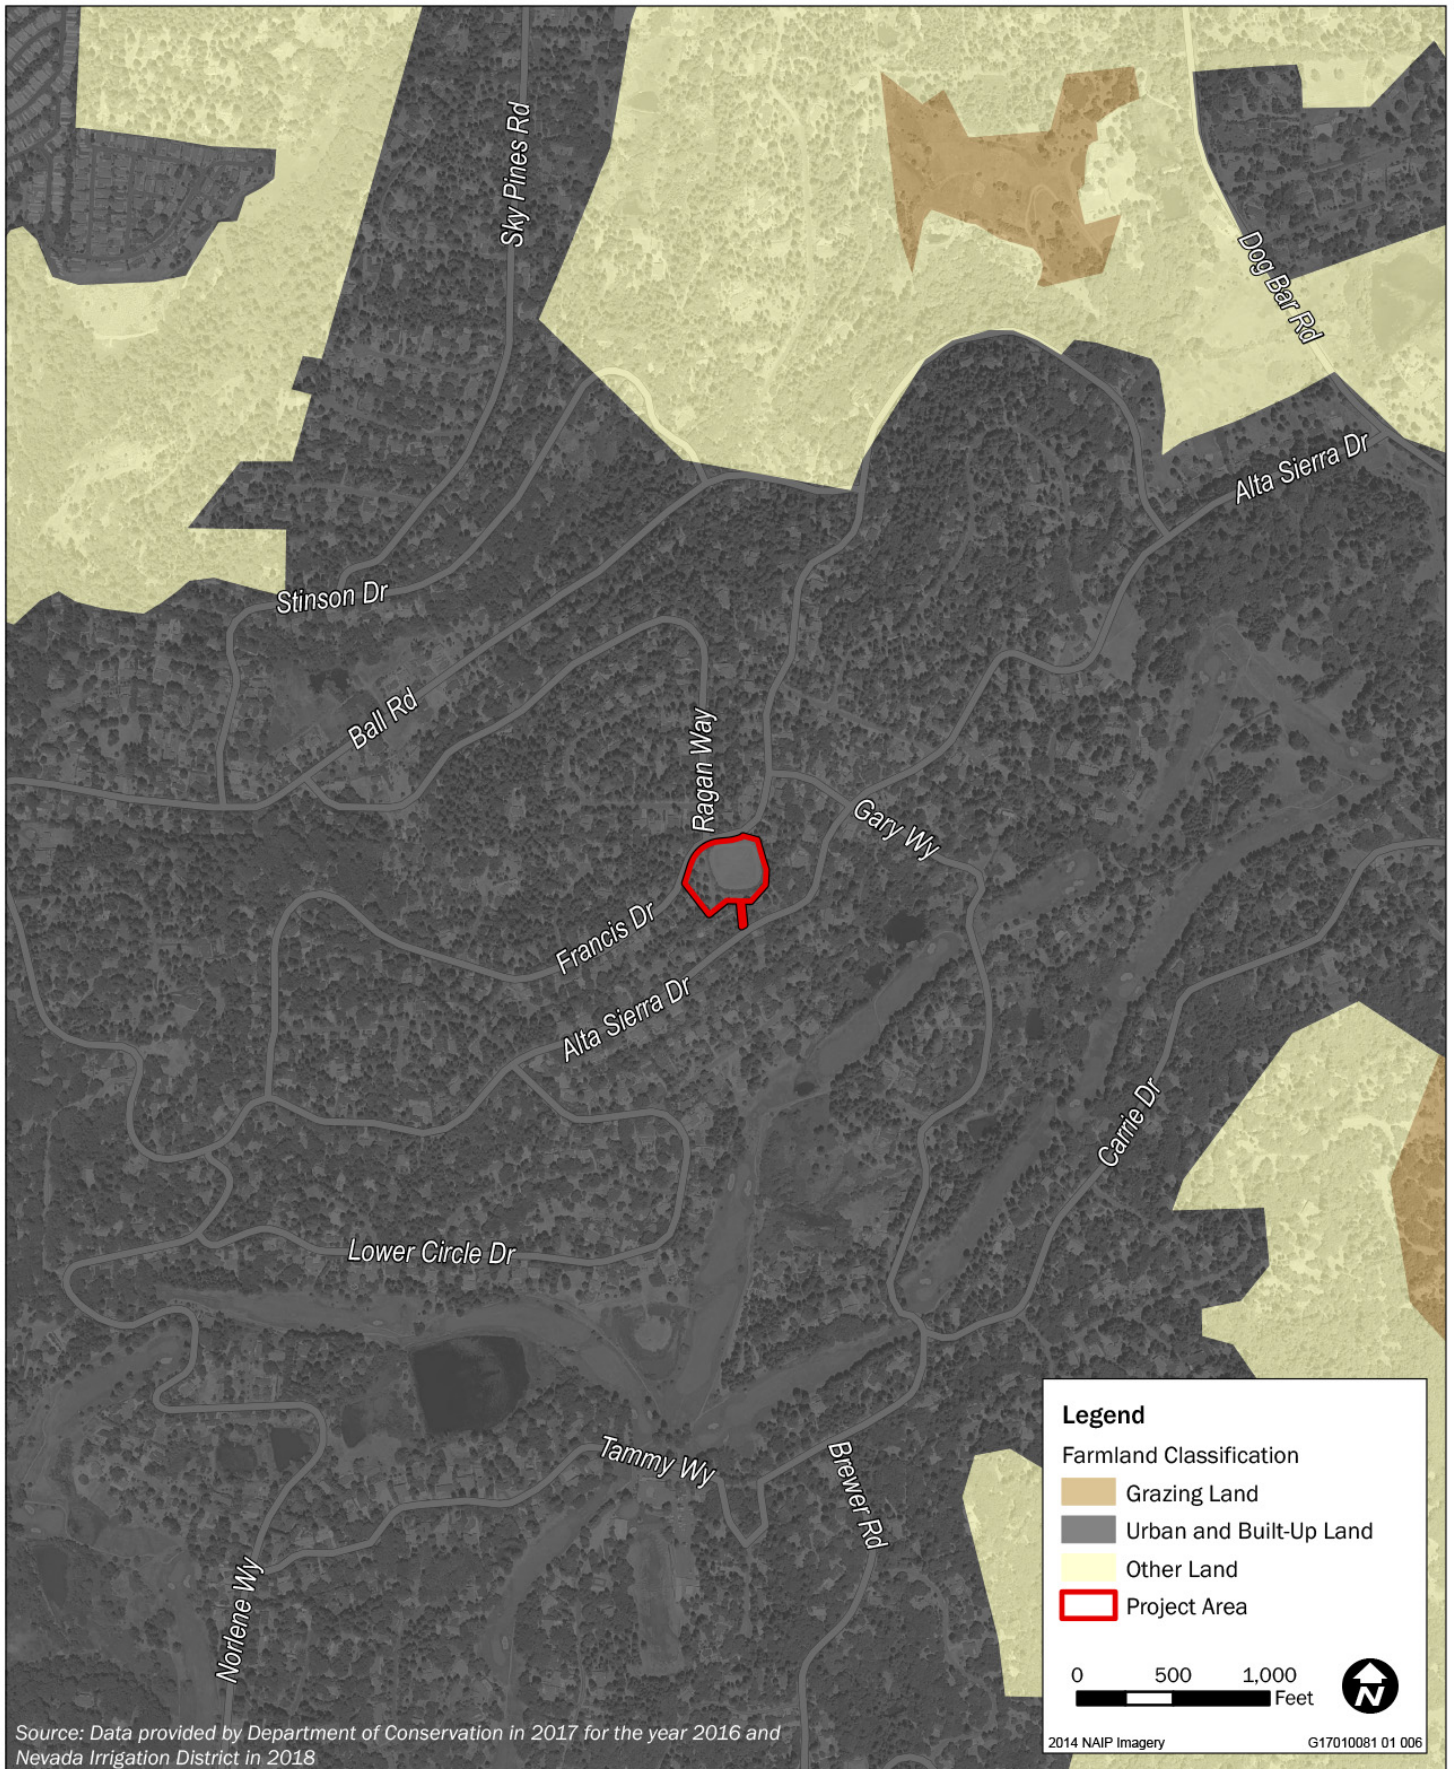 Sky Pines Rd
Dog Bar Rd
Alta Sierra Dr
Stinson Dr
Ball Rd
Ragan Way
Gary Wy
Francis Dr
Alta Sierra Dr
Carrie Dr
Lower Circle Dr
Tammy Wy
Brewer Rd
Norlene Wy
Legend
Farmland Classification
Grazing Land
Urban and Built-Up Land
Other Land
Project Area
0 500 1,000
Feet
N
2014 NAIP Imagery G17010081 01 006
Source: Data provided by Department of Conservation in 2017 for the year 2016 and
Nevada Irrigation District in 2018